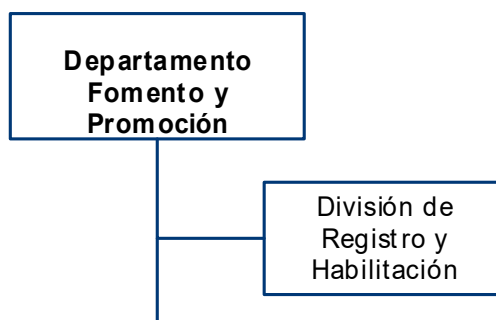 Departamento
Fomento y
Promoción
División de
Registro y
Habilitación